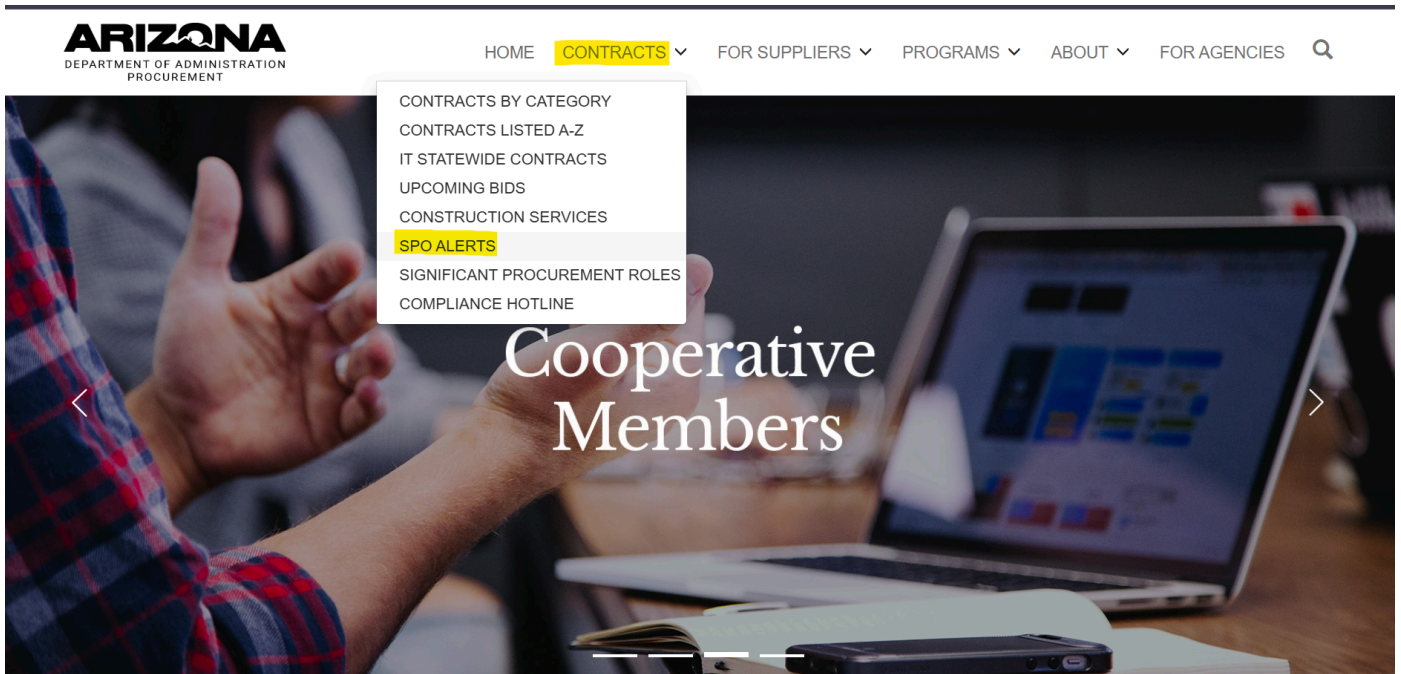 ARIZONA
DEPARTMENT OF ADMINISTRATION
PROCUREMENT
HOME CONTRACTS FOR SUPPLIERS PROGRAMS ABOUT FOR AGENCIES
CONTRACTS BY CATEGORY
CONTRACTS LISTED A-Z
IT STATEWIDE CONTRACTS
UPCOMING BIDS
CONSTRUCTION SERVICES
SPO ALERTS
SIGNIFICANT PROCUREMENT ROLES
COMPLIANCE HOTLINE
Cooperative
Members